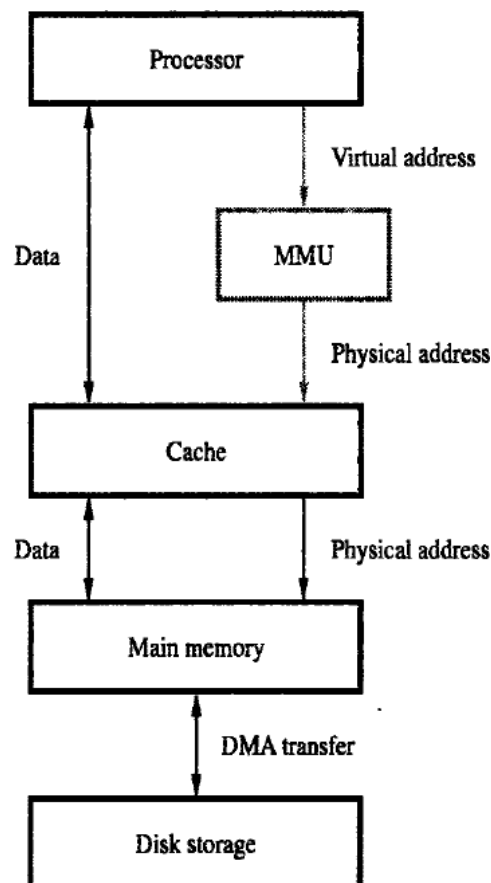 Processor
Virtual address
Data
MMU
Physical address
Cache
Data
Physical address
Main memory
DMA transfer
Disk storage